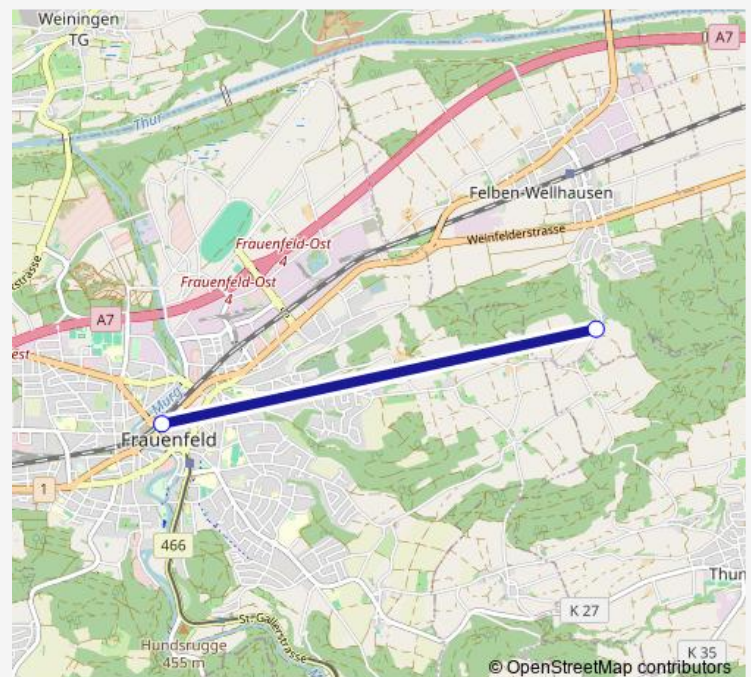 Weiningen
TG
A7
Thur
Felben-Wellhausen
Weinfelderstrasse
Frauenfeld-Ost
4
Frauenfeld-Ost
4
strasse
A7
est
Murg
Frauenfeld
1
466
Thun
K 27
St. Gallerstrasse
Hundsrugge
455 m
K 35
© OpenStreetMap contributors